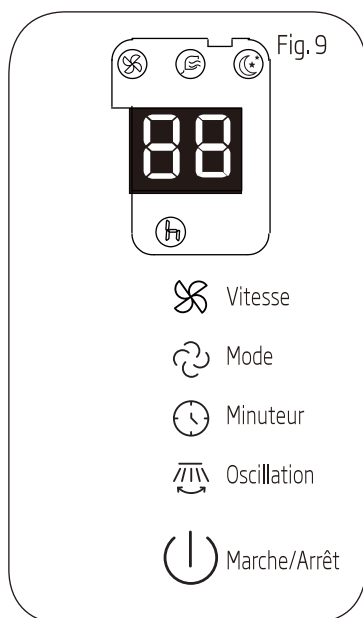 Fig. 9
88
Vitesse
Mode
Minuteur
Oscillation
Marche/Arrêt